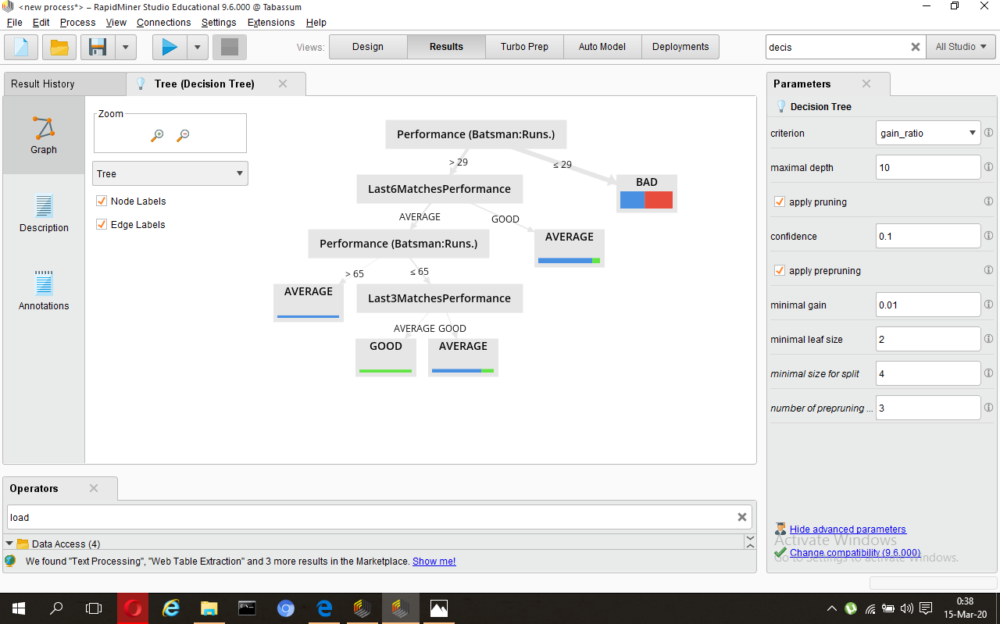 <new process*> – RapidMiner Studio Educational 9.6.000 @ Tabassum
File Edit Process View Connections Settings Extensions Help
Views: Design Results Turbo Prep Auto Model Deployments
decis
All Studio
Result History
Tree (Decision Tree)
Graph
Description
Annotations
Zoom
Tree
Node Labels
Edge Labels
Performance (Batsman:Runs.)
> 29
≤ 29
Last6MatchesPerformance
BAD
AVERAGE
GOOD
Performance (Batsman:Runs.)
AVERAGE
> 65
≤ 65
AVERAGE
Last3MatchesPerformance
AVERAGE GOOD
GOOD
AVERAGE
Parameters
Decision Tree
criterion gain_ratio
maximal depth 10
apply pruning
confidence 0.1
apply prepruning
minimal gain 0.01
minimal leaf size 2
minimal size for split 4
number of prepruning ... 3
Hide advanced parameters
Change compatibility (9.6.000)
Activate Windows
Go to Settings to activate Windows.
Operators
load
Data Access (4)
We found "Text Processing", "Web Table Extraction" and 3 more results in the Marketplace. Show me!
0:38
15-Mar-20